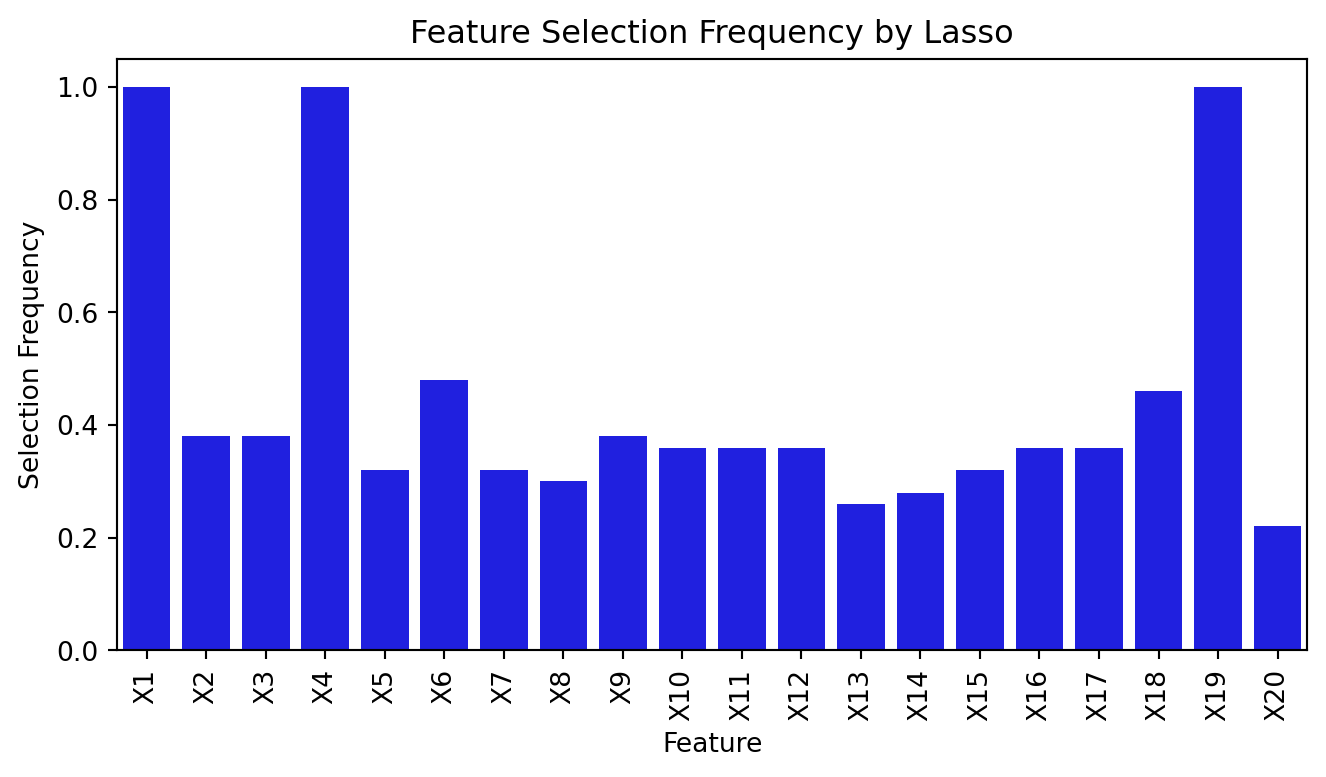 Feature Selection Frequency by Lasso
Selection Frequency
1.0
0.8
0.6
0.4
0.2
0.0
X1 X2 X3 X4 X5 X6 X7 X8 X9 X10 X11 X12 X13 X14 X15 X16 X17 X18 X19 X20
Feature